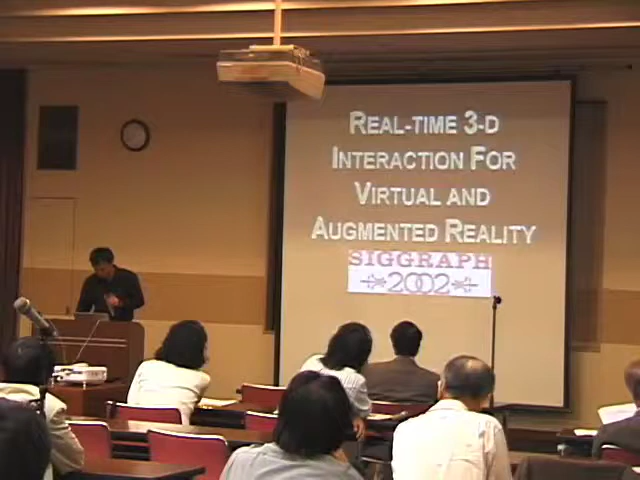 REAL-TIME 3-D
INTERACTION FOR
VIRTUAL AND
AUGMENTED REALITY
SIGGRAPH
2002